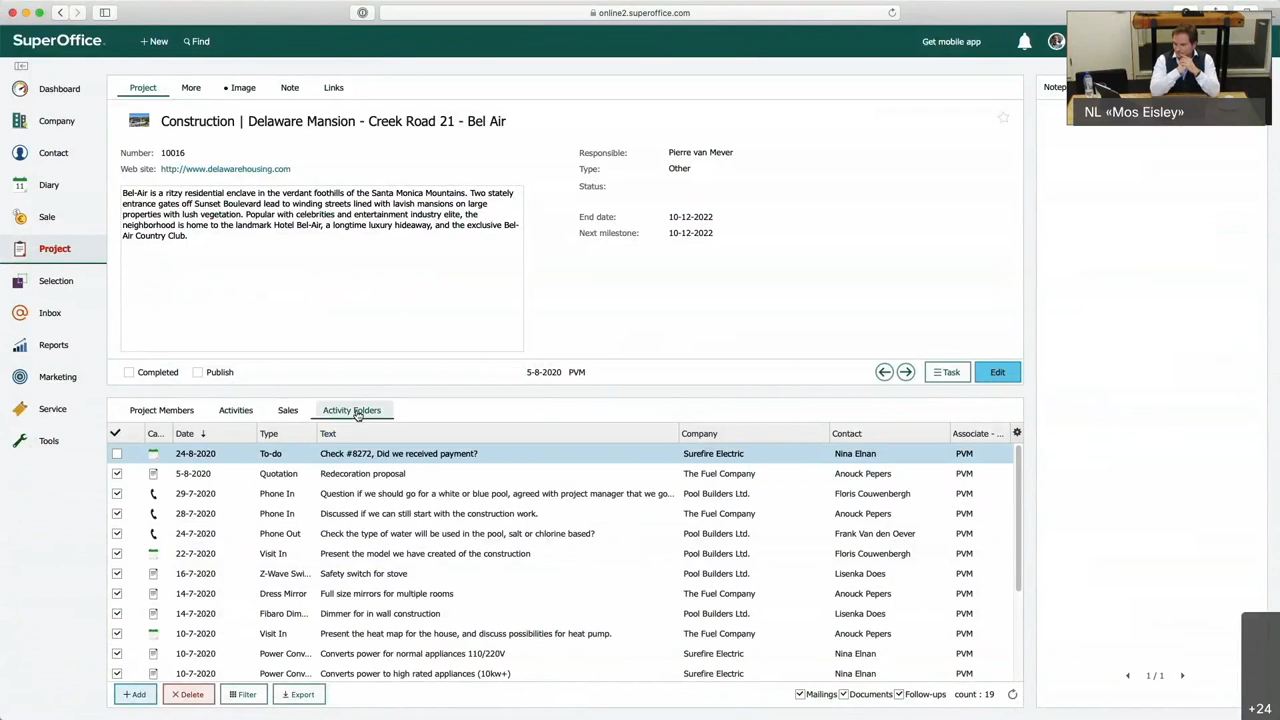 online2.superoffice.com
SuperOffice.
+ New
Find
Get mobile app
NL «Mos Eisley»
Dashboard
Company
Contact
11 Diary
Sale
Project
Selection
Inbox
Reports
Marketing
Service
Tools
Project More • Image Note Links
Construction | Delaware Mansion - Creek Road 21 - Bel Air
Number: 10016
Web site: http://www.delawarehousing.com
Bel-Air is a ritzy residential enclave in the verdant foothills of the Santa Monica Mountains. Two stately
entrance gates off Sunset Boulevard lead to winding streets lined with lavish mansions on large
properties with lush vegetation. Popular with celebrities and entertainment industry elite, the
neighborhood is home to the landmark Hotel Bel-Air, a longtime luxury hideaway, and the exclusive Bel-
Air Country Club.
Responsible: Pierre van Mever
Type: Other
Status:
End date: 10-12-2022
Next milestone: 10-12-2022
Completed Publish 5-8-2020 PVM Task Edit
Project Members Activities Sales Activity Folders
Ca... Date Type Text Company Contact Associate - ...
24-8-2020 To-do Check #8272, Did we received payment? Surefire Electric Nina Elnan PVM
5-8-2020 Quotation Redecoration proposal The Fuel Company Anouck Pepers PVM
29-7-2020 Phone In Question if we should go for a white or blue pool, agreed with project manager that we go... Pool Builders Ltd. Floris Couwenbergh PVM
28-7-2020 Phone In Discussed if we can still start with the construction work. The Fuel Company Anouck Pepers PVM
24-7-2020 Phone Out Check the type of water will be used in the pool, salt or chlorine based? Pool Builders Ltd. Frank Van den Oever PVM
22-7-2020 Visit In Present the model we have created of the construction Pool Builders Ltd. Floris Couwenbergh PVM
16-7-2020 Z-Wave Swi... Safety switch for stove Pool Builders Ltd. Lisenka Does PVM
14-7-2020 Dress Mirror Full size mirrors for multiple rooms The Fuel Company Anouck Pepers PVM
14-7-2020 Fibaro Dim... Dimmer for in wall construction Pool Builders Ltd. Lisenka Does PVM
10-7-2020 Visit In Present the heat map for the house, and discuss possibilities for heat pump. The Fuel Company Anouck Pepers PVM
10-7-2020 Power Conv... Converts power for normal appliances 110/220V Surefire Electric Nina Elnan PVM
10-7-2020 Power Conv... Converts power to high rated appliances (10kw+) Surefire Electric Nina Elnan PVM
+ Add × Delete Filter Export Mailings Documents Follow-ups count : 19
1 / 1
+24